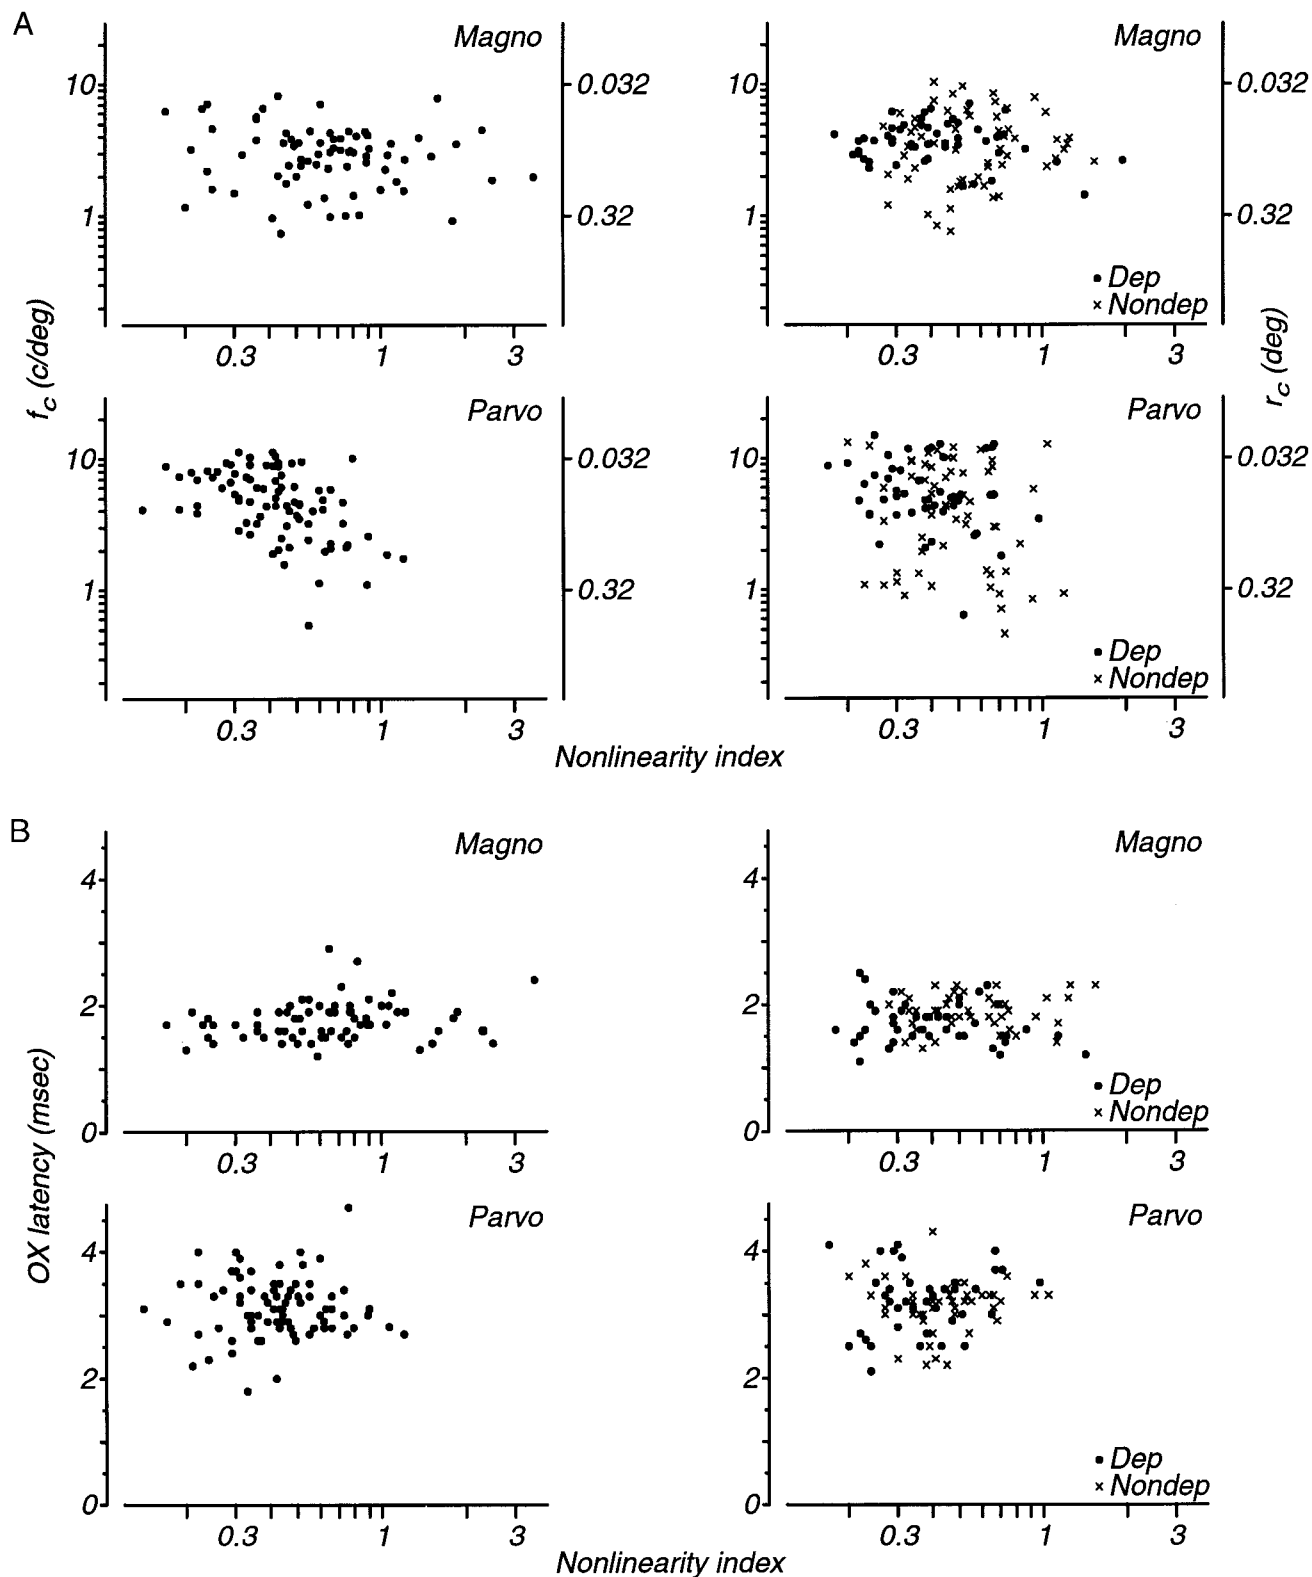 A
Magno
Magno
10
0.032
10
0.032
1
0.32
1
0.32
Dep
Nondep
0.3 1 3
0.3 1 3
f_c (c/deg)
r_c (deg)
Parvo
Parvo
10
0.032
10
0.032
1
0.32
1
0.32
Dep
Nondep
0.3 1 3
0.3 1 3
Nonlinearity index
B
Magno
Magno
4
4
2
2
Dep
Nondep
0
0
0.3 1 3
0.3 1 3
OX latency (msec)
Parvo
Parvo
4
4
2
2
Dep
Nondep
0
0
0.3 1 3
0.3 1 3
Nonlinearity index